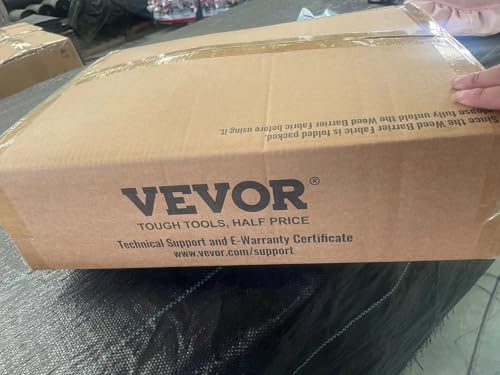 Since the Weed Barrier Fabric is folded packed.
please fully unfold the Weed Barrier Fabric before using it.
VEVOR®
TOUGH TOOLS, HALF PRICE
Technical Support and E-Warranty Certificate
www.vevor.com/support